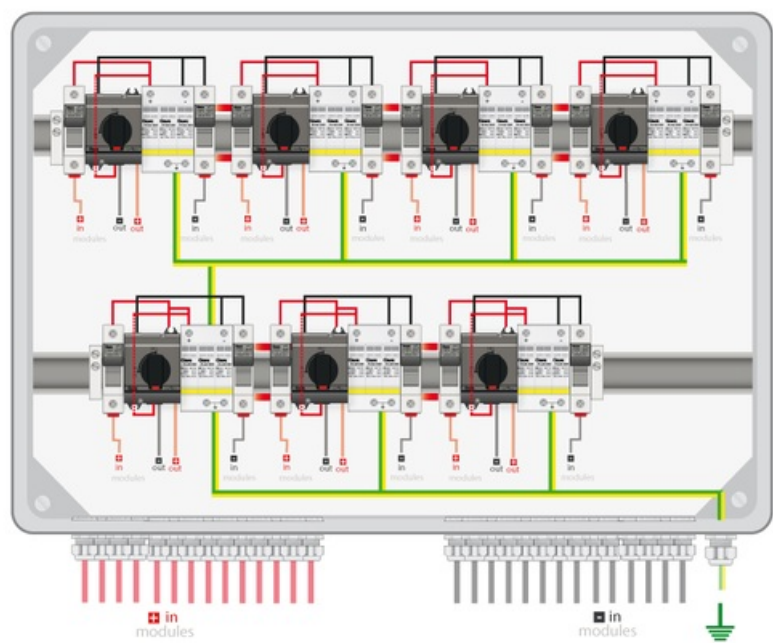 + in - out + out - in + in - out + out - in + in - out + out - in + in - out + out - in
modules modules modules modules modules modules modules modules
+ in - out + out - in + in - out + out - in + in - out + out - in
modules modules modules modules modules modules
+ in - in
modules modules